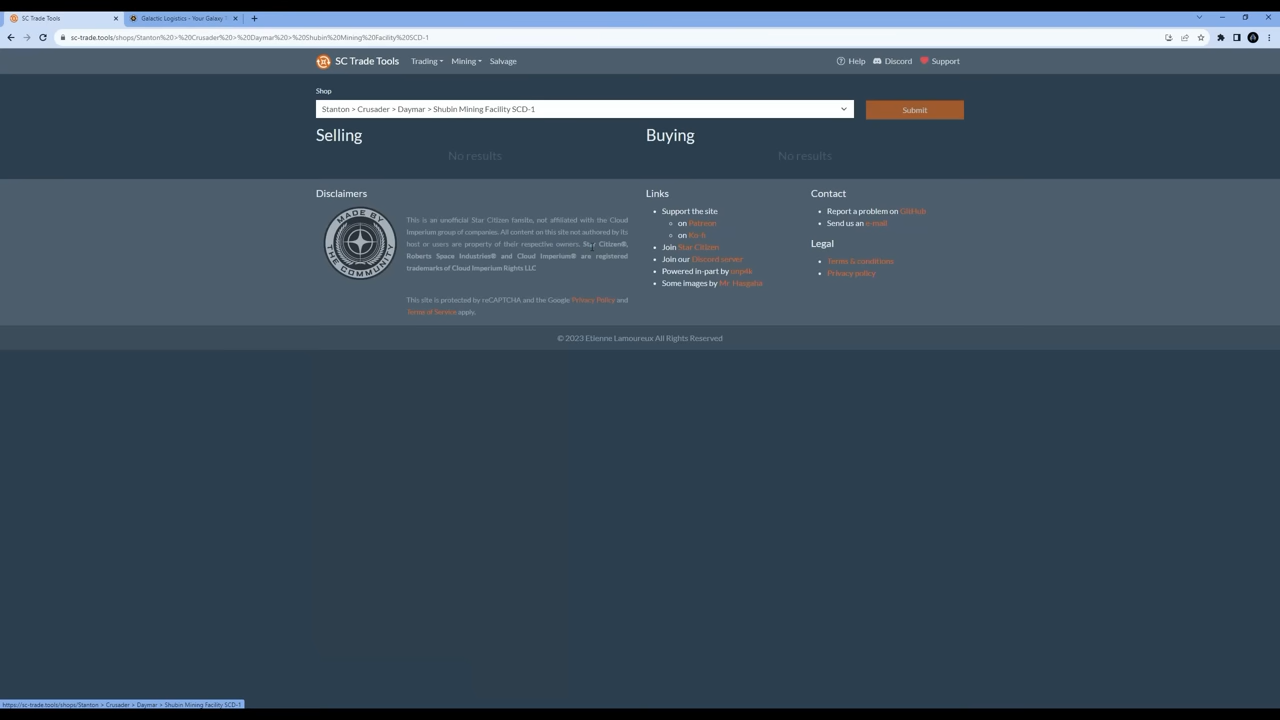 SC Trade Tools
Galactic Logistics - Your Galaxy T
sc-trade.tools/shops/Stanton%20>%20Crusader%20>%20Daymar%20>%20Shubin%20Mining%20Facility%20SCD-1
SC Trade Tools Trading Mining Salvage Help Discord Support
Shop
Stanton > Crusader > Daymar > Shubin Mining Facility SCD-1
Submit
Selling
Buying
No results
No results
Disclaimers
MADE BY THE COMMUNITY
This is an unofficial Star Citizen fansite, not affiliated with the Cloud
Imperium group of companies. All content on this site not authored by its
host or users are property of their respective owners. Star Citizen®,
Roberts Space Industries® and Cloud Imperium® are registered
trademarks of Cloud Imperium Rights LLC
This site is protected by reCAPTCHA and the Google Privacy Policy and
Terms of Service apply.
Links
Support the site
on Patreon
on Ko-fi
Join Star Citizen
Join our Discord server
Powered in-part by unp4k
Some images by Mr Hasgaha
Contact
Report a problem on GitHub
Send us an e-mail
Legal
Terms & conditions
Privacy policy
© 2023 Etienne Lamoureux All Rights Reserved
https://sc-trade.tools/shops/Stanton > Crusader > Daymar > Shubin Mining Facility SCD-1